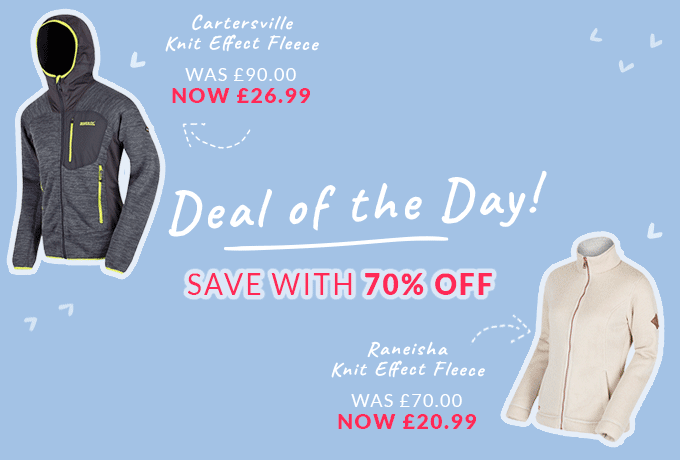 Cartersville
Knit Effect Fleece
WAS £90.00
NOW £26.99
Deal of the Day!
SAVE WITH 70% OFF
Raneisha
Knit Effect Fleece
WAS £70.00
NOW £20.99